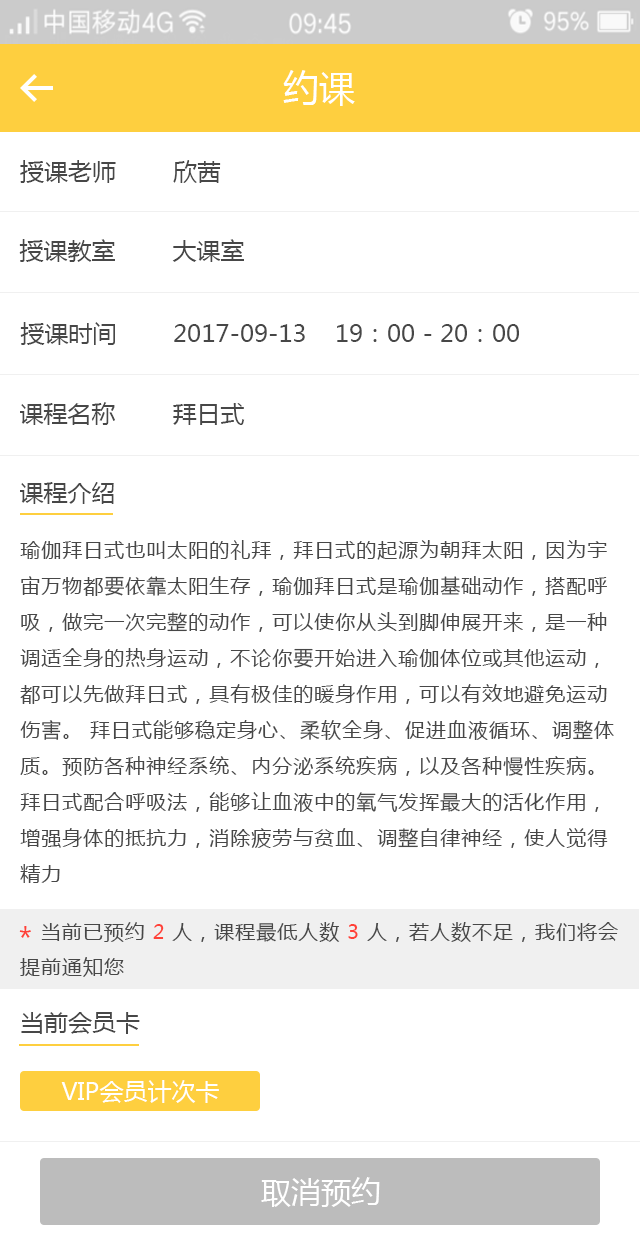 中国移动4G 09:45 95%
约课
授课老师 欣茜
授课教室 大课室
授课时间 2017-09-13 19：00 - 20：00
课程名称 拜日式
课程介绍
瑜伽拜日式也叫太阳的礼拜，拜日式的起源为朝拜太阳，因为宇
宙万物都要依靠太阳生存，瑜伽拜日式是瑜伽基础动作，搭配呼
吸，做完一次完整的动作，可以使你从头到脚伸展开来，是一种
调适全身的热身运动，不论你要开始进入瑜伽体位或其他运动，
都可以先做拜日式，具有极佳的暖身作用，可以有效地避免运动
伤害。 拜日式能够稳定身心、柔软全身、促进血液循环、调整体
质。预防各种神经系统、内分泌系统疾病，以及各种慢性疾病。
拜日式配合呼吸法，能够让血液中的氧气发挥最大的活化作用，
增强身体的抵抗力，消除疲劳与贫血、调整自律神经，使人觉得
精力
* 当前已预约 2 人，课程最低人数 3 人，若人数不足，我们将会
提前通知您
当前会员卡
VIP会员计次卡
取消预约